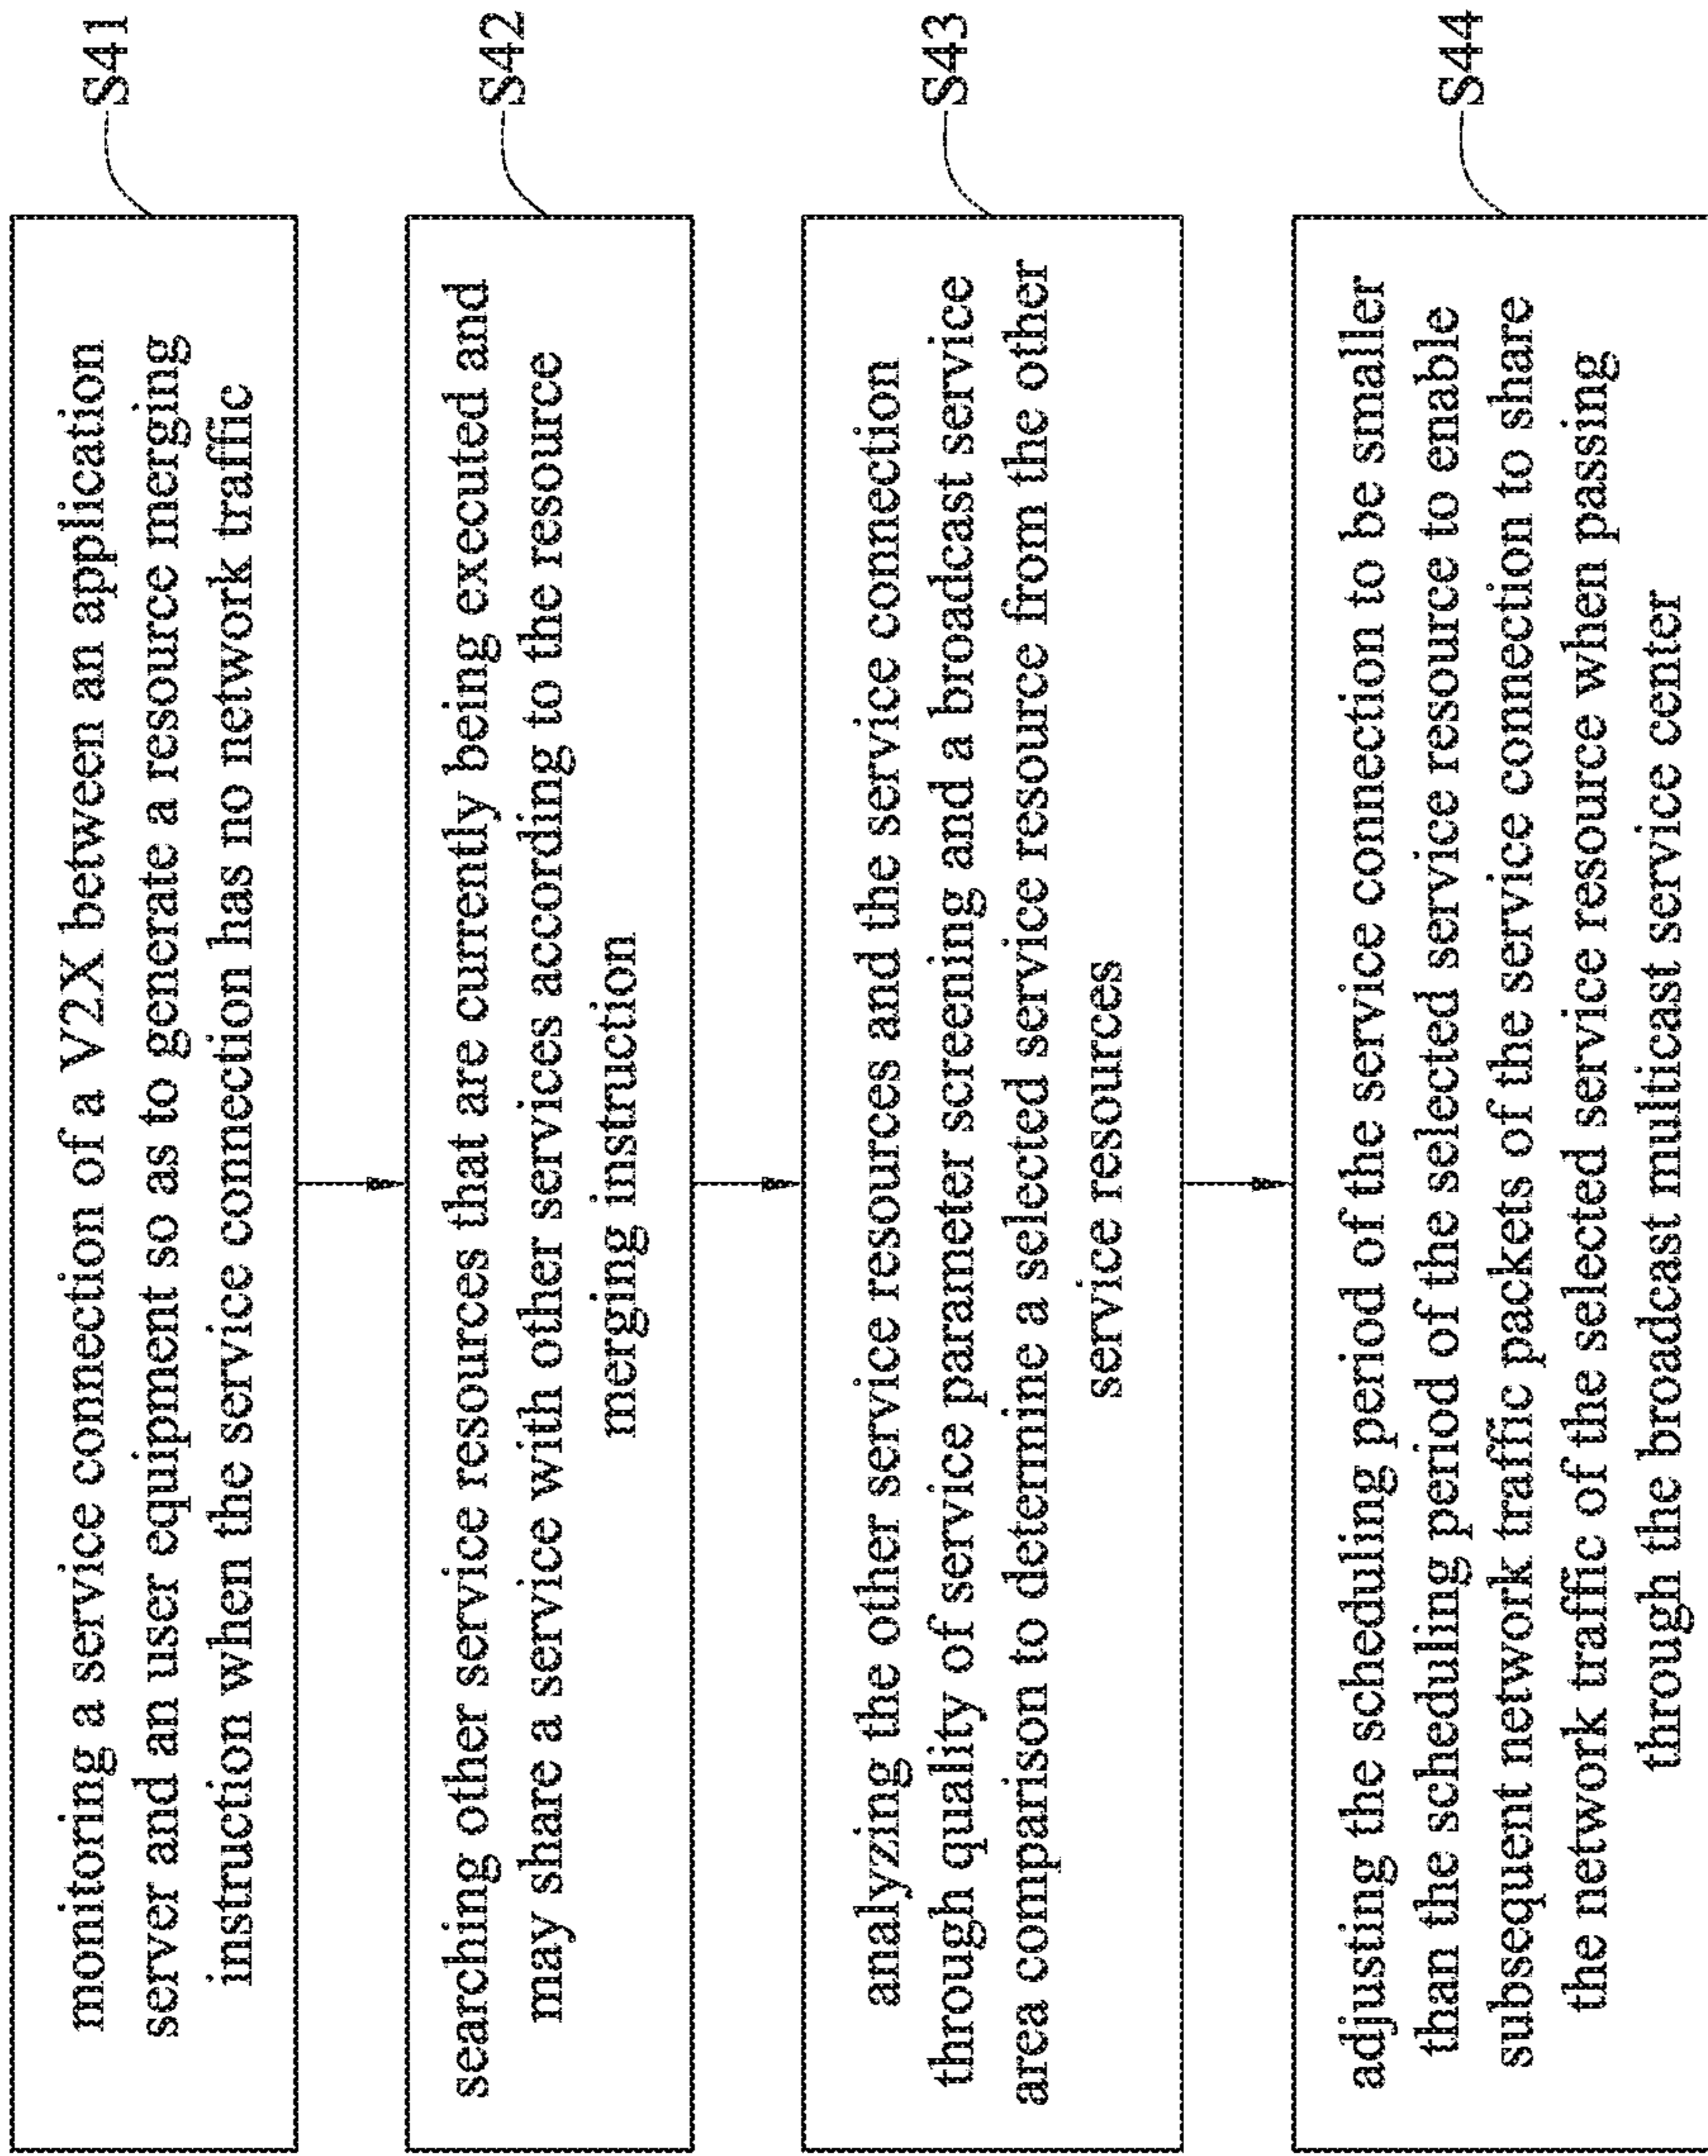 monitoring a service connection of a V2X between an application
server and an user equipment so as to generate a resource merging
instruction when the service connection has no network traffic
S41
searching other service resources that are currently being executed and
may share a service with other services according to the resource
merging instruction
S42
analyzing the other service resources and the service connection
through quality of service parameter screening and a broadcast service
area comparison to determine a selected service resource from the other
service resources
S43
adjusting the scheduling period of the service connection to be smaller
than the scheduling period of the selected service resource to enable
subsequent network traffic packets of the service connection to share
the network traffic of the selected service resource when passing
through the broadcast multicast service center
S44